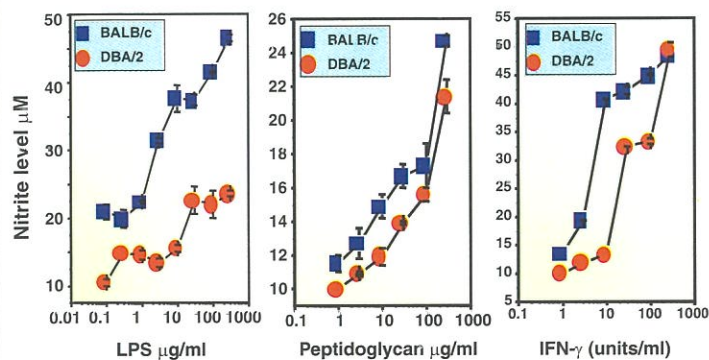 Nitrite level μM
50
40
30
20
10
BALB/c
DBA/2
0.01 0.1 1 10 100 1000
LPS μg/ml
26
24
22
20
18
16
14
12
10
BALB/c
DBA/2
0.1 1 10 100 1000
Peptidoglycan μg/ml
55
50
45
40
35
30
25
20
15
10
5
BALB/c
DBA/2
0.1 1 10 100 1000
IFN-γ (units/ml)